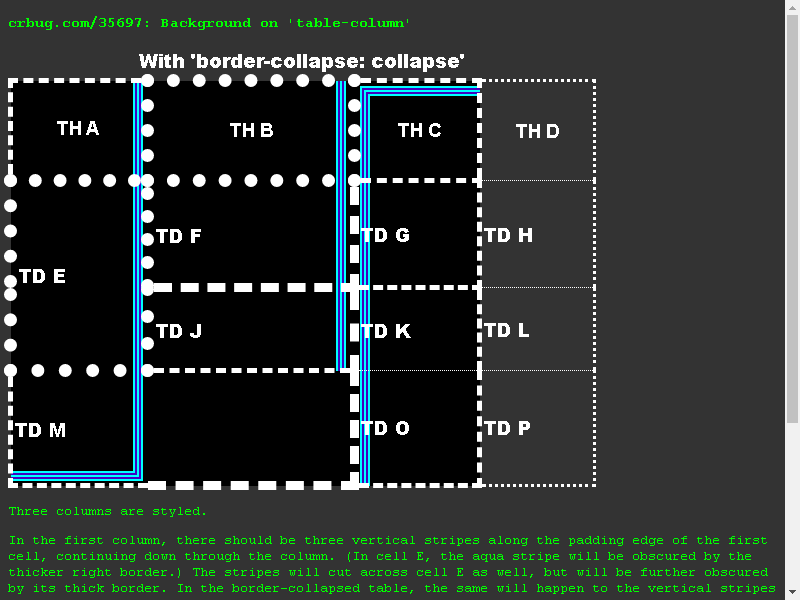 crbug.com/35697: Background on 'table-column'
With 'border-collapse: collapse'
TH A TH B TH C TH D
TD F TD G TD H
TD E
TD J TD K TD L
TD M TD O TD P
Three columns are styled.
In the first column, there should be three vertical stripes along the padding edge of the first
cell, continuing down through the column. (In cell E, the aqua stripe will be obscured by the
thicker right border.) The stripes will cut across cell E as well, but will be further obscured
by its thick border. In the border-collapsed table, the same will happen to the vertical stripes